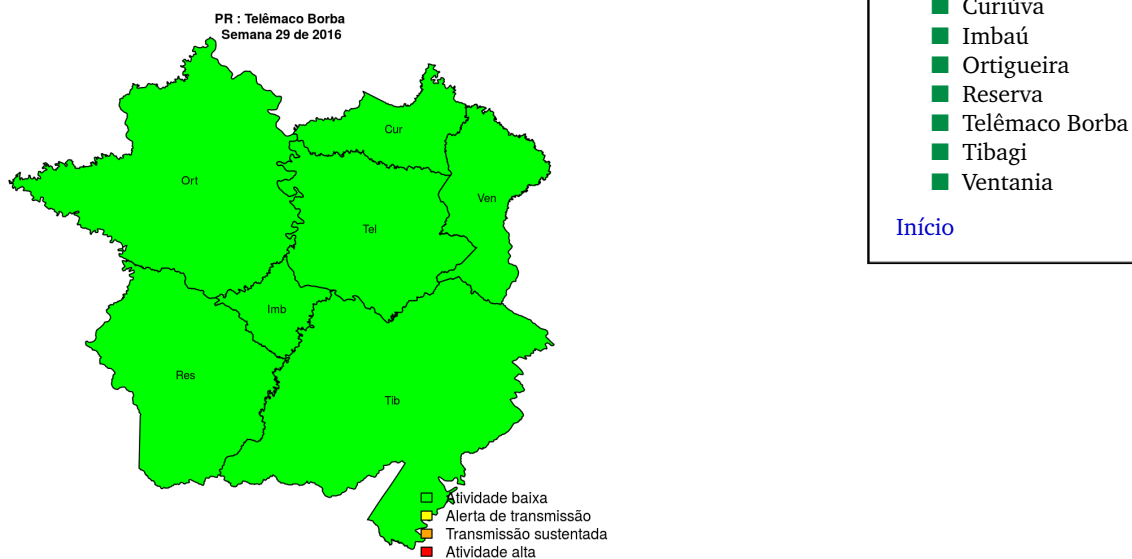 PR : Telêmaco Borba
Semana 29 de 2016
Cur
Ort
Ven
Tel
Imb
Res
Tib
Atividade baixa
Alerta de transmissão
Transmissão sustentada
Atividade alta
Curiúva
Imbaú
Ortigueira
Reserva
Telêmaco Borba
Tibagi
Ventania
Início